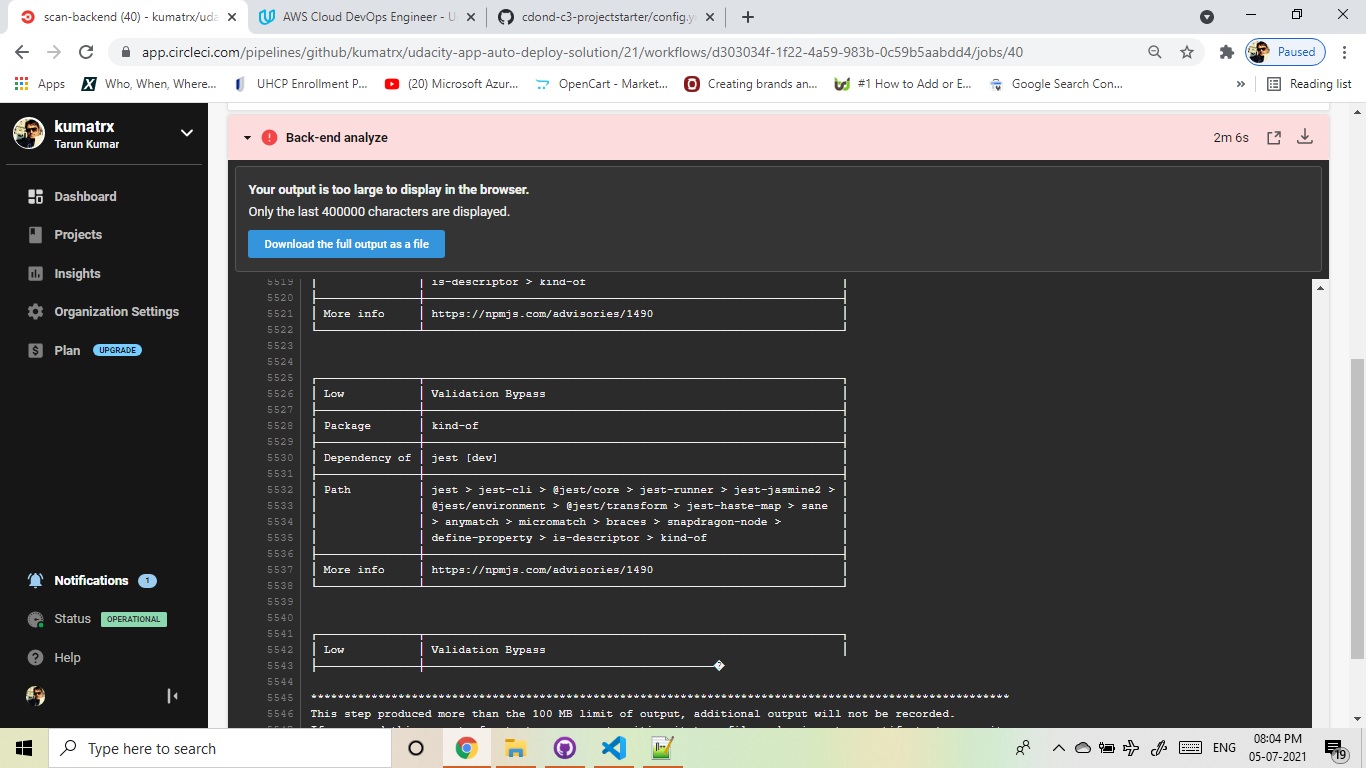 scan-backend (40) - kumatrx/uda
AWS Cloud DevOps Engineer - U
cdond-c3-projectstarter/config.y
app.circleci.com/pipelines/github/kumatrx/udacity-app-auto-deploy-solution/21/workflows/d303034f-1f22-4a59-983b-0c59b5aabdd4/jobs/40
Paused
Apps
Who, When, Where...
UHCP Enrollment P...
(20) Microsoft Azur...
OpenCart - Market...
Creating brands an...
#1 How to Add or E...
Google Search Con...
»
Reading list
kumatrx
Tarun Kumar
Dashboard
Projects
Insights
Organization Settings
Plan UPGRADE
Notifications 1
Status OPERATIONAL
Help
Back-end analyze
2m 6s
Your output is too large to display in the browser.
Only the last 400000 characters are displayed.
Download the full output as a file
5519 is-descriptor > kind-of
5520
5521 More info https://npmjs.com/advisories/1490
5522
5523
5524
5525
5526 Low Validation Bypass
5527
5528 Package kind-of
5529
5530 Dependency of jest [dev]
5531
5532 Path jest > jest-cli > @jest/core > jest-runner > jest-jasmine2 >
5533 @jest/environment > @jest/transform > jest-haste-map > sane
5534 > anymatch > micromatch > braces > snapdragon-node >
5535 define-property > is-descriptor > kind-of
5536
5537 More info https://npmjs.com/advisories/1490
5538
5539
5540
5541
5542 Low Validation Bypass
5543 �
5544
5545 ********************************************************************************************************
5546 This step produced more than the 100 MB limit of output, additional output will not be recorded.
Type here to search
ENG
08:04 PM
05-07-2021
19